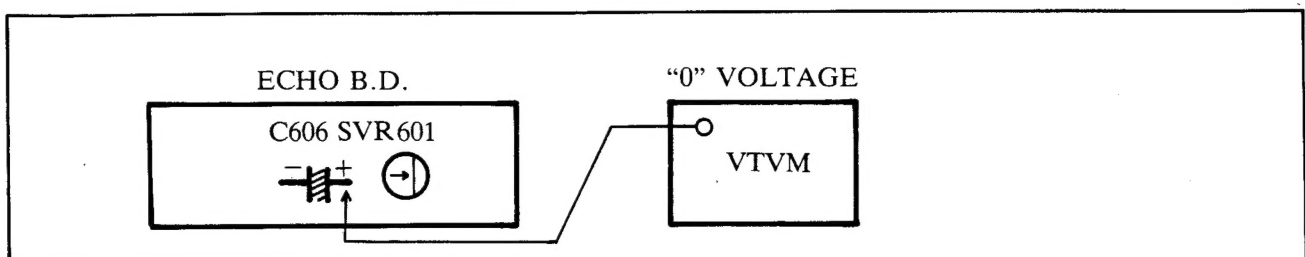 ECHO B.D.
“0” VOLTAGE
C606 SVR601
− +
VTVM